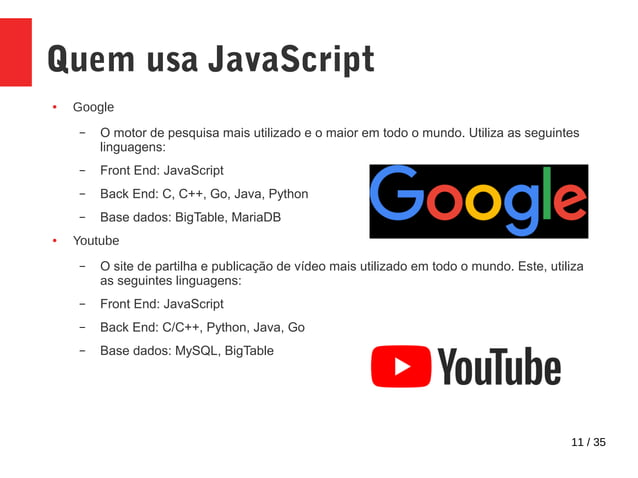 Quem usa JavaScript
• Google
– O motor de pesquisa mais utilizado e o maior em todo o mundo. Utiliza as seguintes
linguagens:
– Front End: JavaScript
– Back End: C, C++, Go, Java, Python
– Base dados: BigTable, MariaDB
Google
• Youtube
– O site de partilha e publicação de vídeo mais utilizado em todo o mundo. Este, utiliza
as seguintes linguagens:
– Front End: JavaScript
– Back End: C/C++, Python, Java, Go
– Base dados: MySQL, BigTable
YouTube
11 / 35